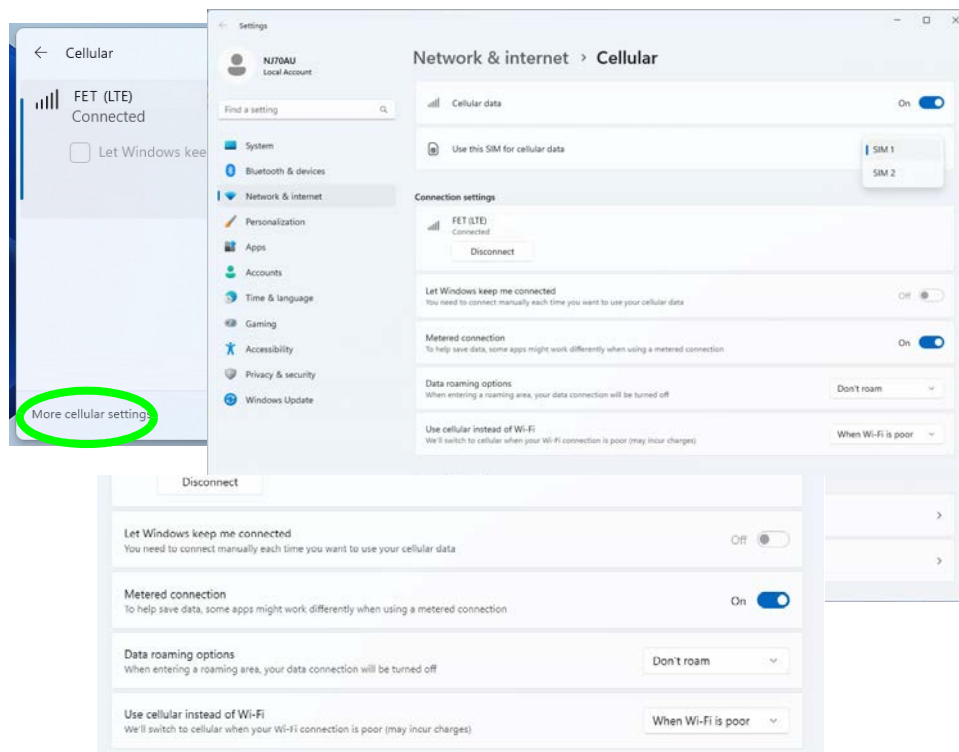 Cellular
FET (LTE)
Connected
Let Windows kee
More cellular settings
Settings
NJ70AU
Local Account
Find a setting
System
Bluetooth & devices
Network & internet
Personalization
Apps
Accounts
Time & language
Gaming
Accessibility
Privacy & security
Windows Update
Network & internet > Cellular
Cellular data
On
Use this SIM for cellular data
SIM 1
SIM 2
Connection settings
FET (LTE)
Connected
Disconnect
Let Windows keep me connected
You need to connect manually each time you want to use your cellular data
Off
Metered connection
To help save data, some apps might work differently when using a metered connection
On
Data roaming options
When entering a roaming area, your data connection will be turned off
Don't roam
Use cellular instead of Wi-Fi
We'll switch to cellular when your Wi-Fi connection is poor (may incur charges)
When Wi-Fi is poor
Disconnect
Let Windows keep me connected
You need to connect manually each time you want to use your cellular data
Off
Metered connection
To help save data, some apps might work differently when using a metered connection
On
Data roaming options
When entering a roaming area, your data connection will be turned off
Don't roam
Use cellular instead of Wi-Fi
We'll switch to cellular when your Wi-Fi connection is poor (may incur charges)
When Wi-Fi is poor